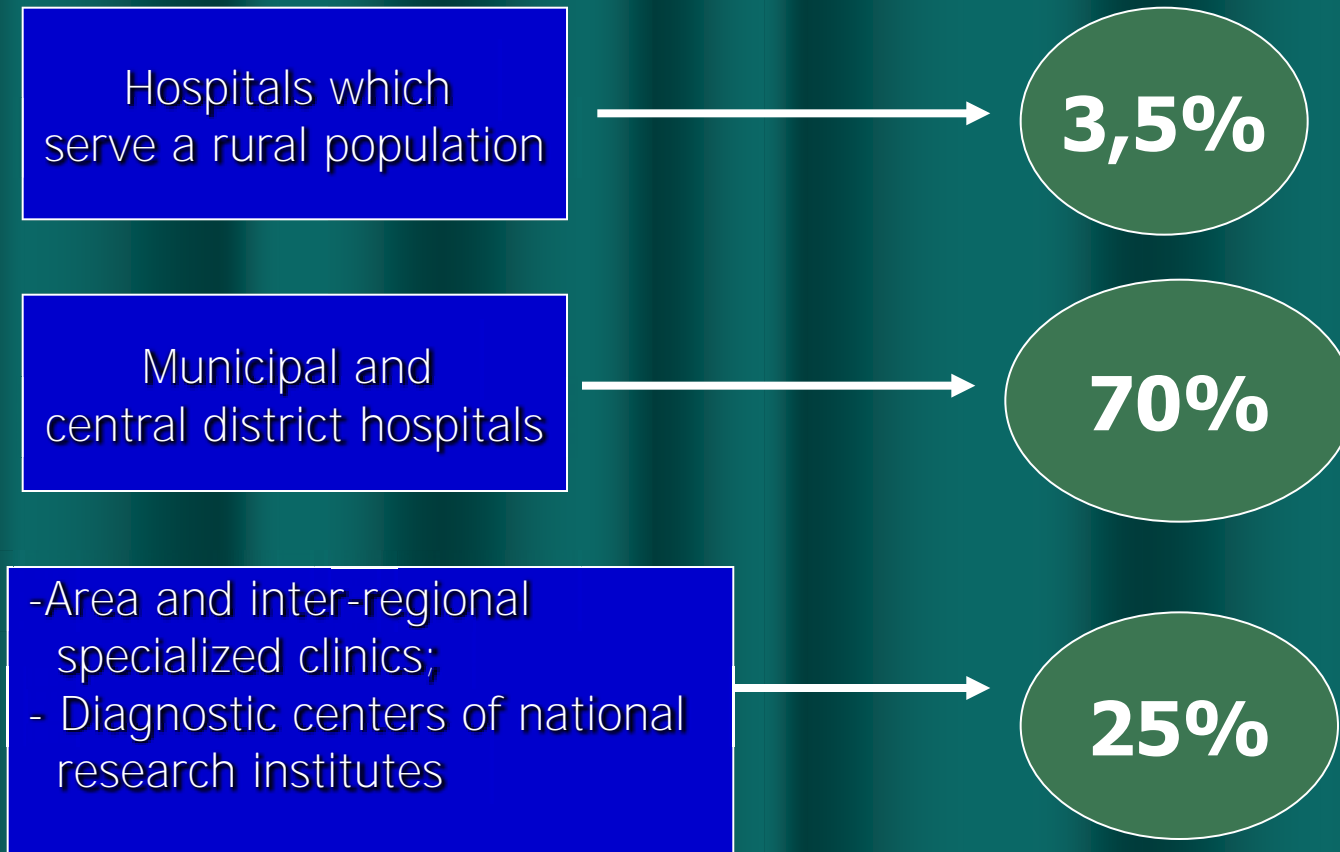 Hospitals which
serve a rural population
3,5%
Municipal and
central district hospitals
70%
-Area and inter-regional
specialized clinics;
- Diagnostic centers of national
research institutes
25%